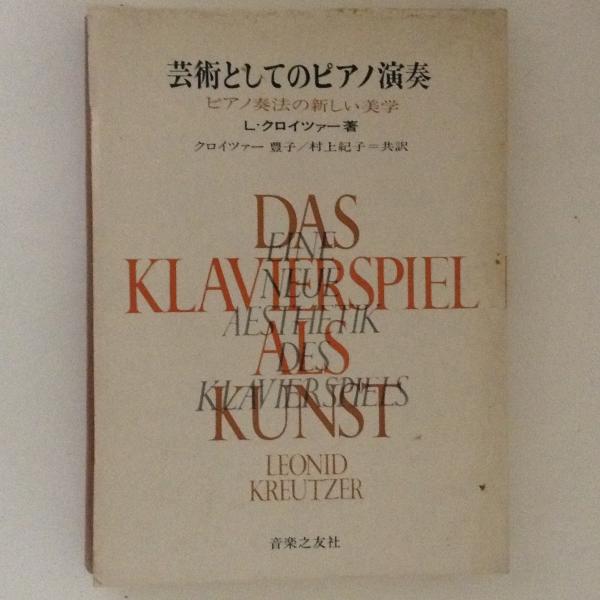 芸術としてのピアノ演奏
ピアノ奏法の新しい美学
L・クロイツァー著
クロイツァー 豊子／村上紀子＝共訳
DAS
EINE
KLAVIERSPIEL
NEUE
AESTHETIK
ALS
DES
KLAVIERSPIELS
KUNST
LEONID
KREUTZER
音楽之友社